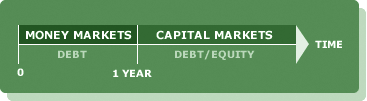 MONEY MARKETS CAPITAL MARKETS
TIME
DEBT DEBT/EQUITY
0 1 YEAR